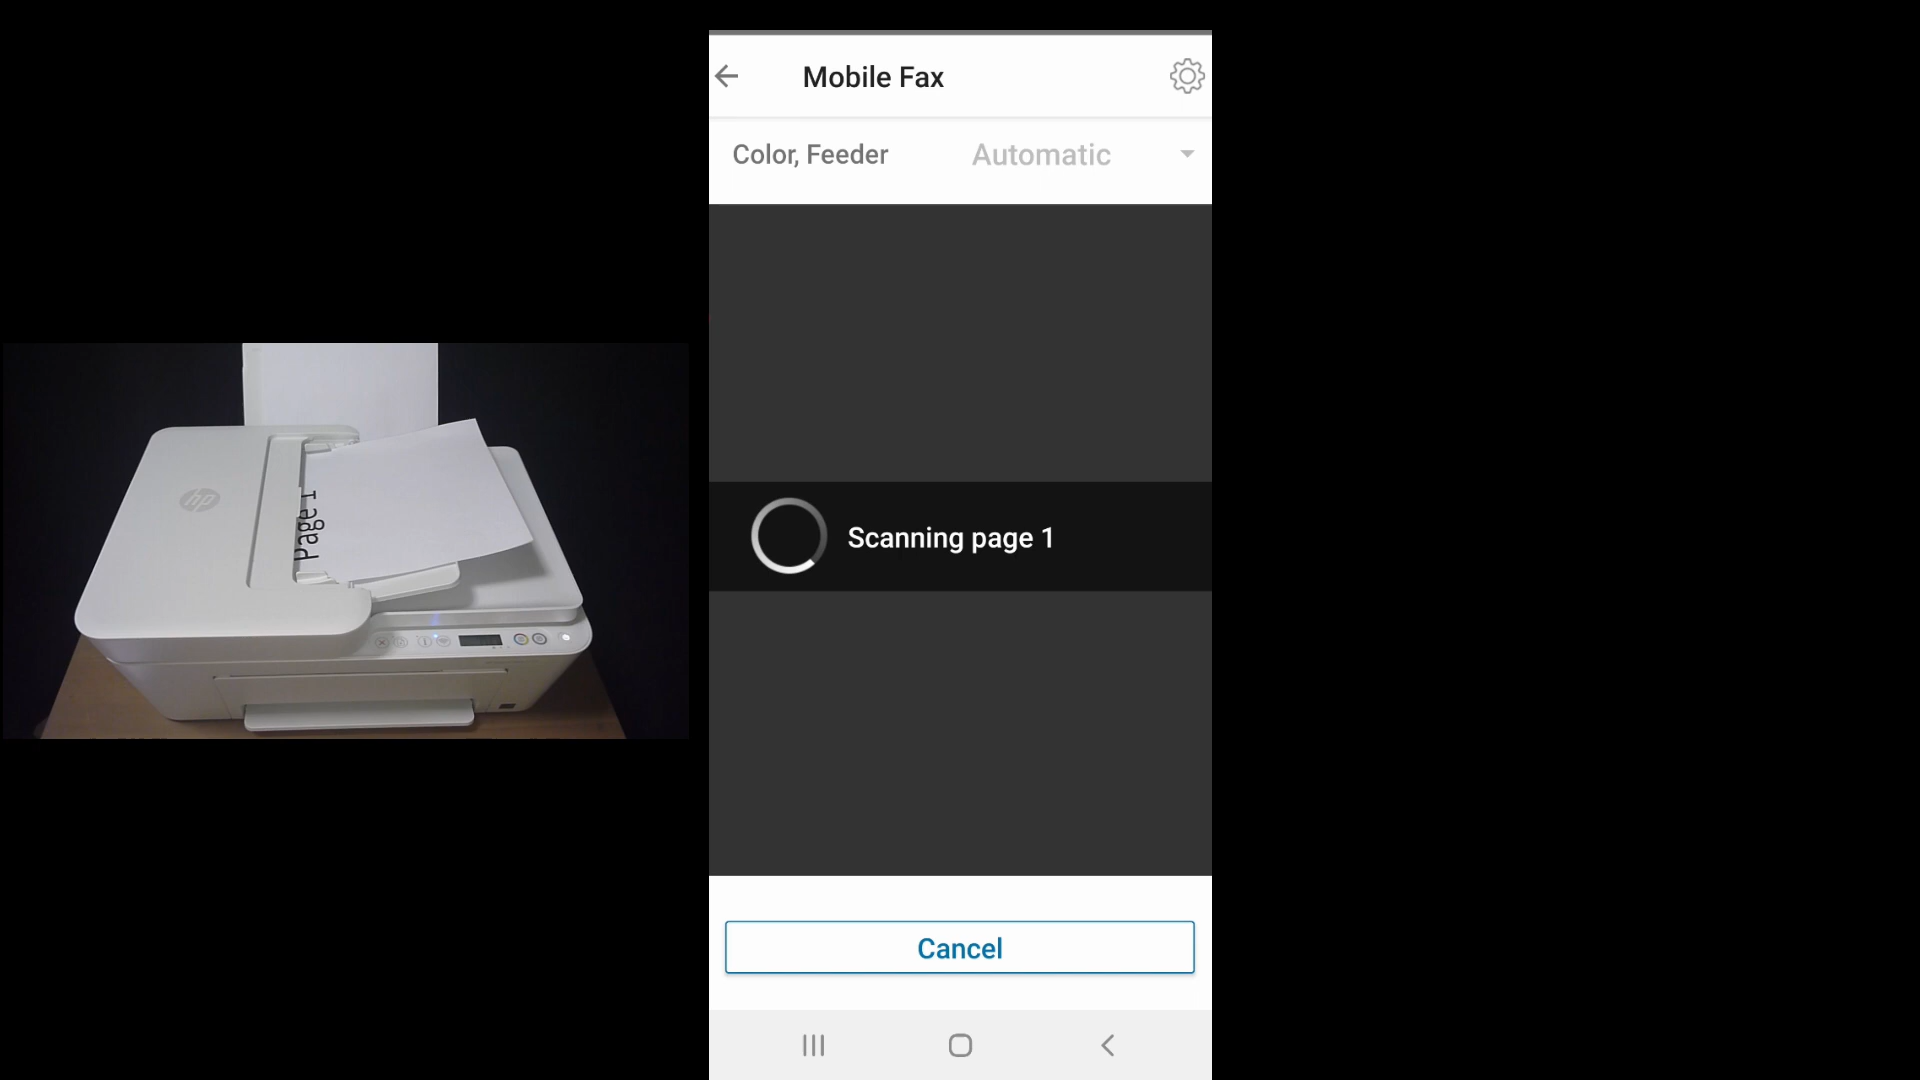 hp
Page 1
Mobile Fax
Color, Feeder
Automatic
Scanning page 1
Cancel